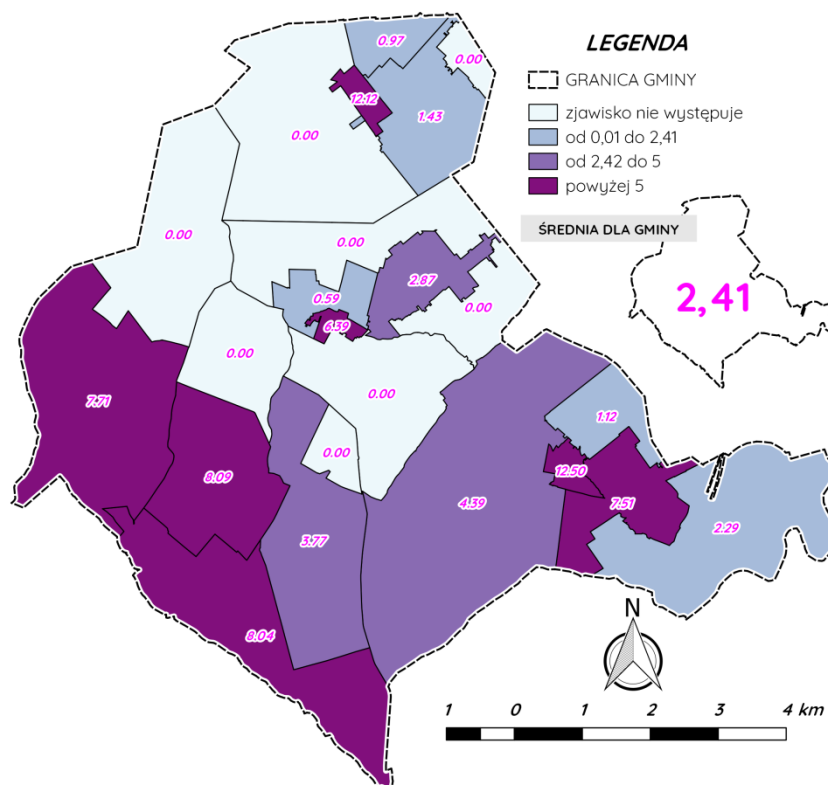 LEGENDA
GRANICA GMINY
zjawisko nie występuje
od 0,01 do 2,41
od 2,42 do 5
powyżej 5
ŚREDNIA DLA GMINY
2,41
0.97
0.00
12.12
1.43
0.00
0.00
0.00
2.87
0.59
0.00
6.39
0.00
7.71
0.00
1.12
0.00
8.09
12.50
4.39
7.51
2.29
3.77
8.04
N
1 0 1 2 3 4 km